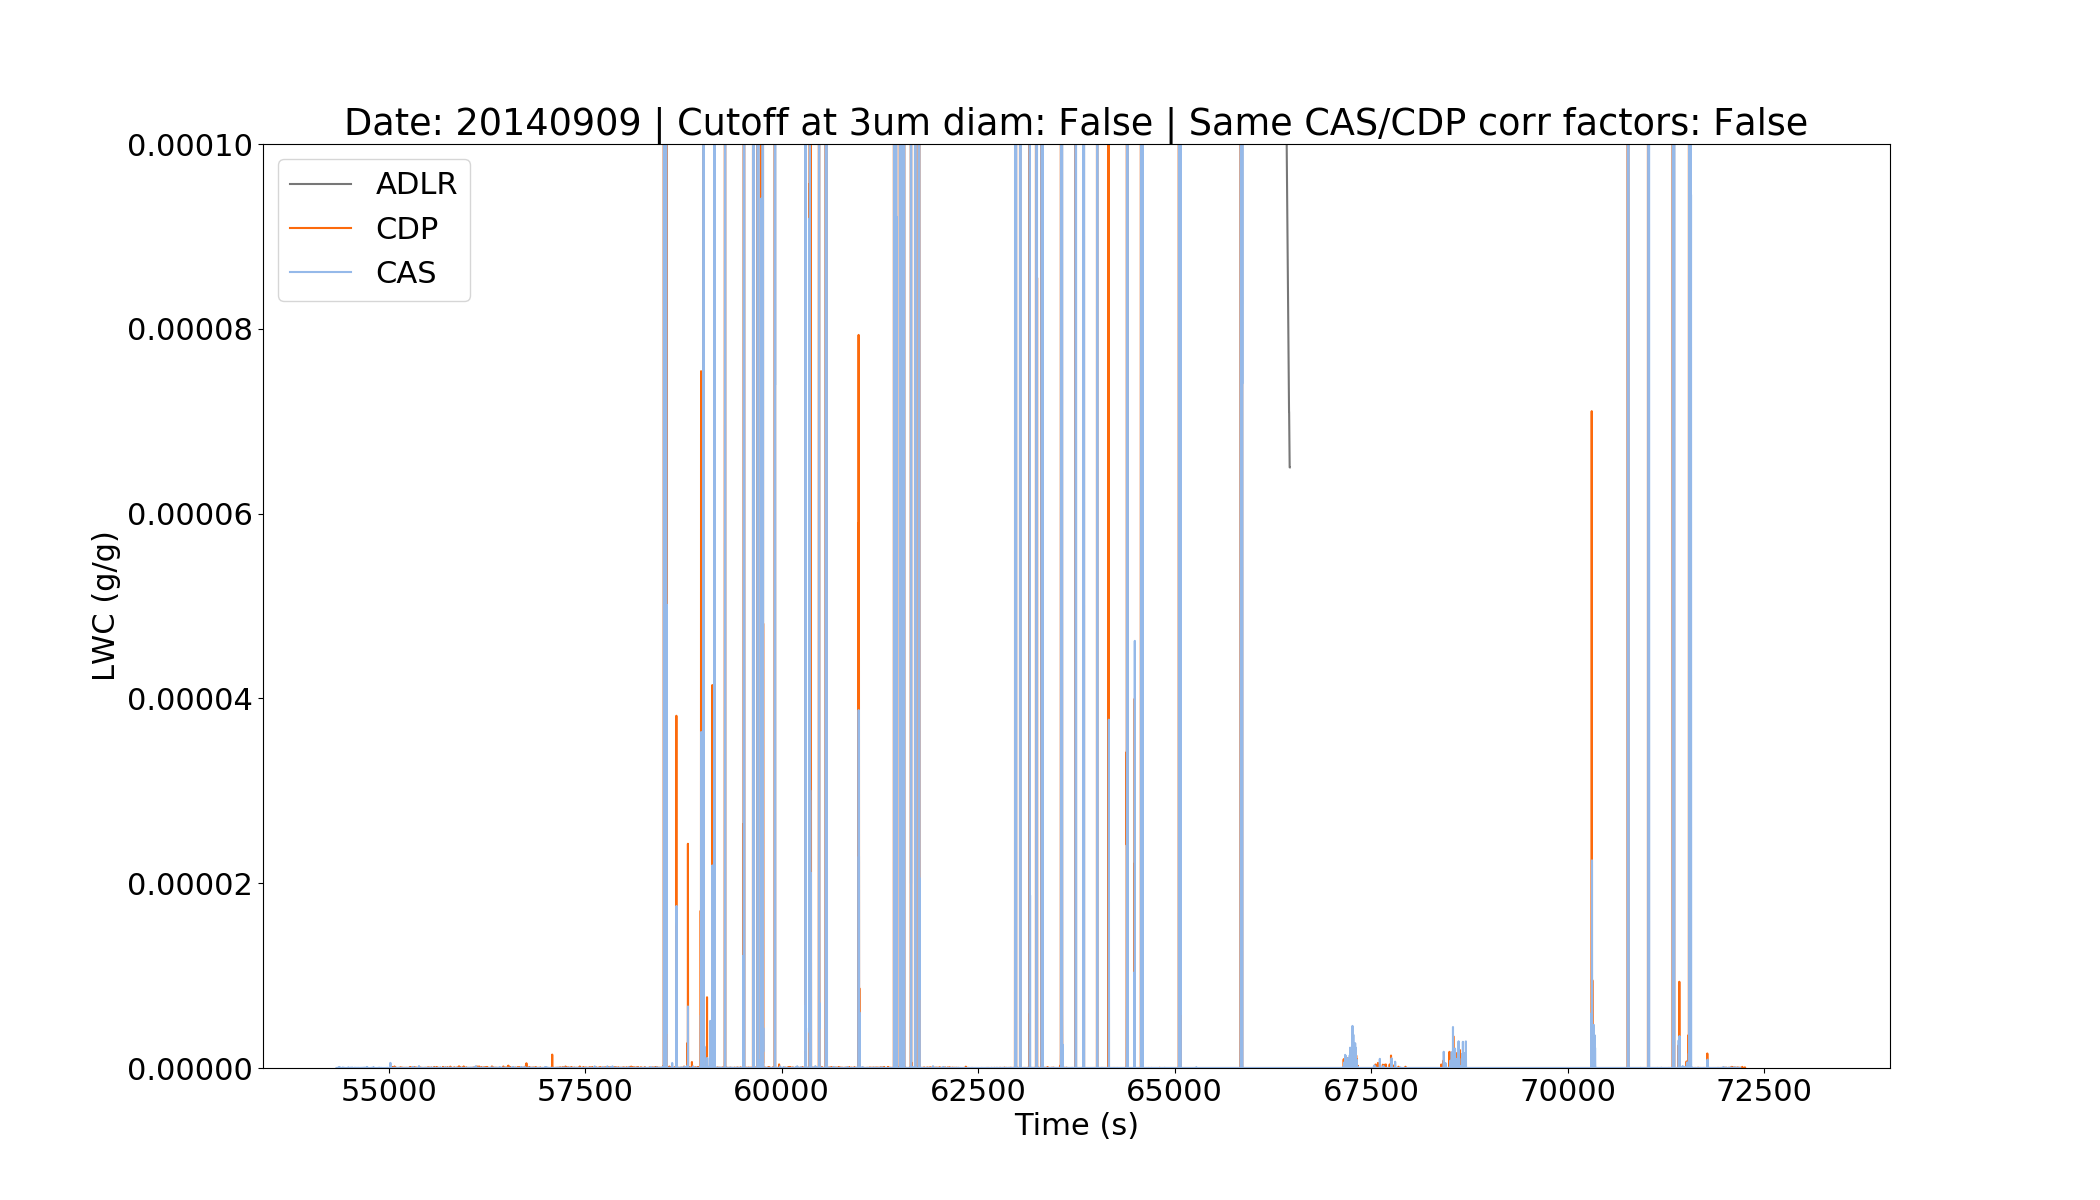 Date: 20140909 | Cutoff at 3um diam: False | Same CAS/CDP corr factors: False
0.00010
0.00008
0.00006
0.00004
0.00002
0.00000
LWC (g/g)
ADLR
CDP
CAS
55000 57500 60000 62500 65000 67500 70000 72500
Time (s)